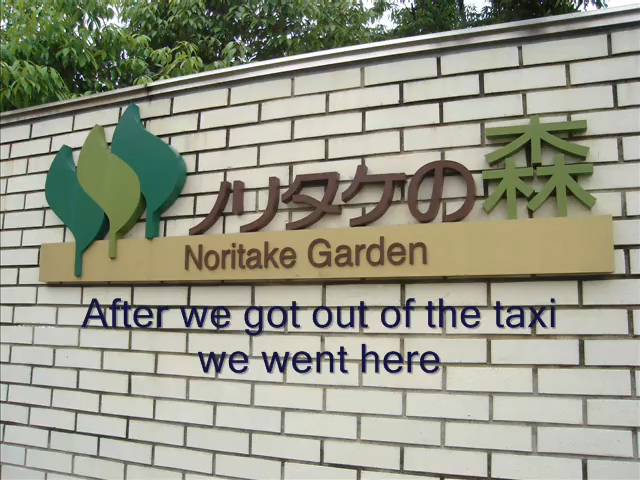 ノリタケの森
Noritake Garden
After we got out of the taxi
we went here